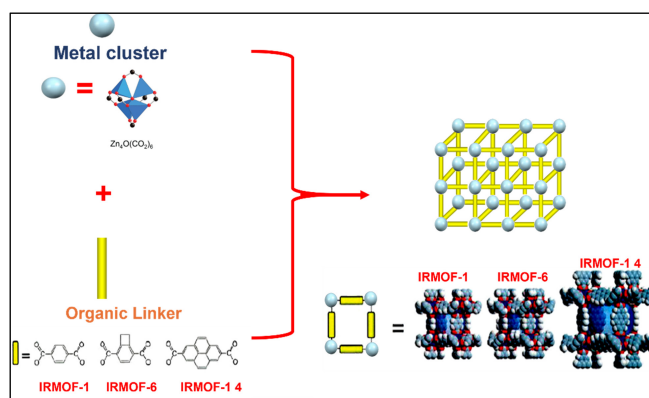 Metal cluster
=
Zn₄O(CO₂)₆
+
Organic Linker
=
IRMOF-1 IRMOF-6 IRMOF-1 4
IRMOF-1 IRMOF-6 IRMOF-1 4
=